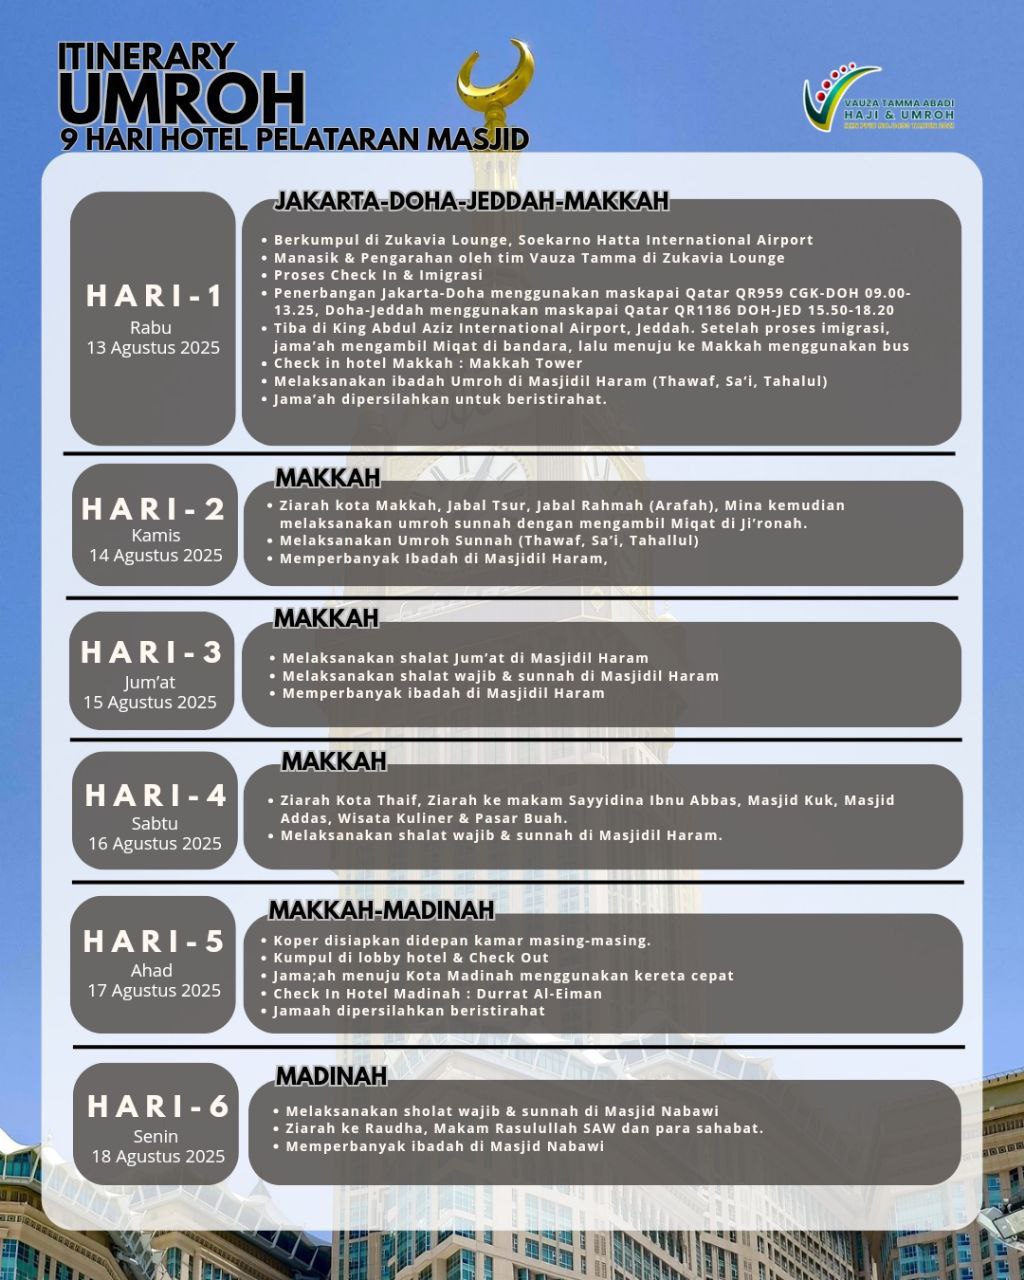 ITINERARY
UMROH
9 HARI HOTEL PELATARAN MASJID
VAUZA TAMMA ABADI
HAJI & UMROH
HARI-1
Rabu
13 Agustus 2025
JAKARTA-DOHA-JEDDAH-MAKKAH
• Berkumpul di Zukavia Lounge, Soekarno Hatta International Airport
• Manasik & Pengarahan oleh tim Vauza Tamma di Zukavia Lounge
• Proses Check In & Imigrasi
• Penerbangan Jakarta-Doha menggunakan maskapai Qatar QR959 CGK-DOH 09.00-
13.25, Doha-Jeddah menggunakan maskapai Qatar QR1186 DOH-JED 15.50-18.20
• Tiba di King Abdul Aziz International Airport, Jeddah. Setelah proses imigrasi,
jama’ah mengambil Miqat di bandara, lalu menuju ke Makkah menggunakan bus
• Check in hotel Makkah : Makkah Tower
• Melaksanakan ibadah Umroh di Masjidil Haram (Thawaf, Sa’i, Tahalul)
• Jama’ah dipersilahkan untuk beristirahat.
HARI-2
Kamis
14 Agustus 2025
MAKKAH
• Ziarah kota Makkah, Jabal Tsur, Jabal Rahmah (Arafah), Mina kemudian
melaksanakan umroh sunnah dengan mengambil Miqat di Ji’ronah.
• Melaksanakan Umroh Sunnah (Thawaf, Sa’i, Tahallul)
• Memperbanyak Ibadah di Masjidil Haram,
HARI-3
Jum’at
15 Agustus 2025
MAKKAH
• Melaksanakan shalat Jum’at di Masjidil Haram
• Melaksanakan shalat wajib & sunnah di Masjidil Haram
• Memperbanyak ibadah di Masjidil Haram
HARI-4
Sabtu
16 Agustus 2025
MAKKAH
• Ziarah Kota Thaif, Ziarah ke makam Sayyidina Ibnu Abbas, Masjid Kuk, Masjid
Addas, Wisata Kuliner & Pasar Buah.
• Melaksanakan shalat wajib & sunnah di Masjidil Haram.
HARI-5
Ahad
17 Agustus 2025
MAKKAH-MADINAH
• Koper disiapkan didepan kamar masing-masing.
• Kumpul di lobby hotel & Check Out
• Jama;ah menuju Kota Madinah menggunakan kereta cepat
• Check In Hotel Madinah : Durrat Al-Eiman
• Jamaah dipersilahkan beristirahat
HARI-6
Senin
18 Agustus 2025
MADINAH
• Melaksanakan sholat wajib & sunnah di Masjid Nabawi
• Ziarah ke Raudha, Makam Rasulullah SAW dan para sahabat.
• Memperbanyak ibadah di Masjid Nabawi